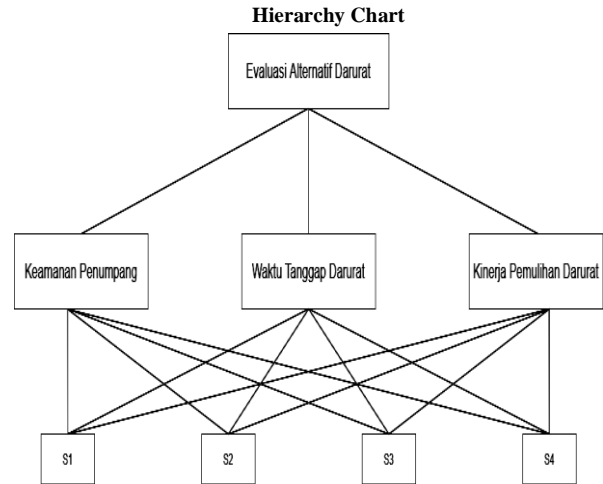 Hierarchy Chart
Evaluasi Alternatif Darurat
Keamanan Penumpang
Waktu Tanggap Darurat
Kinerja Pemulihan Darurat
S1
S2
S3
S4